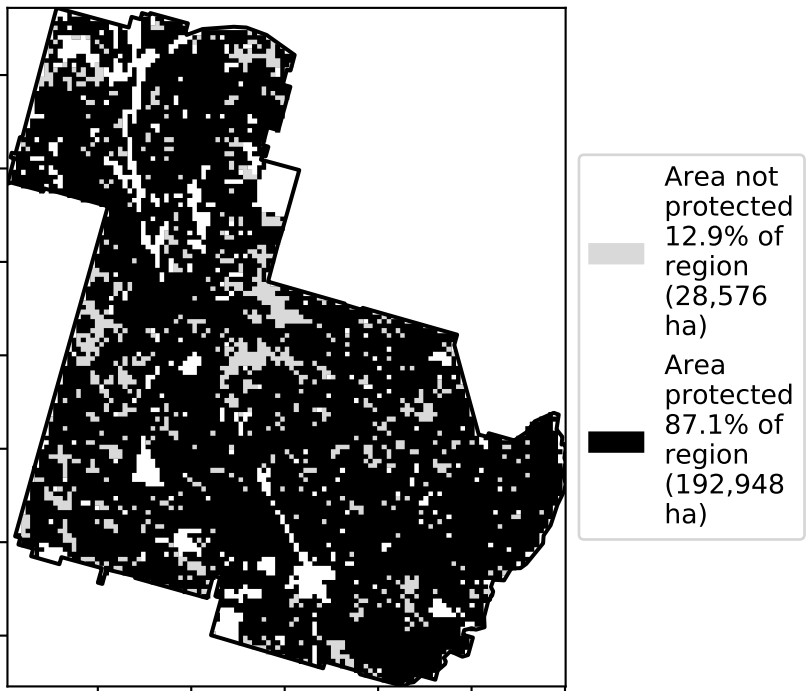 Area not
protected
12.9% of
region
(28,576
ha)
Area
protected
87.1% of
region
(192,948
ha)